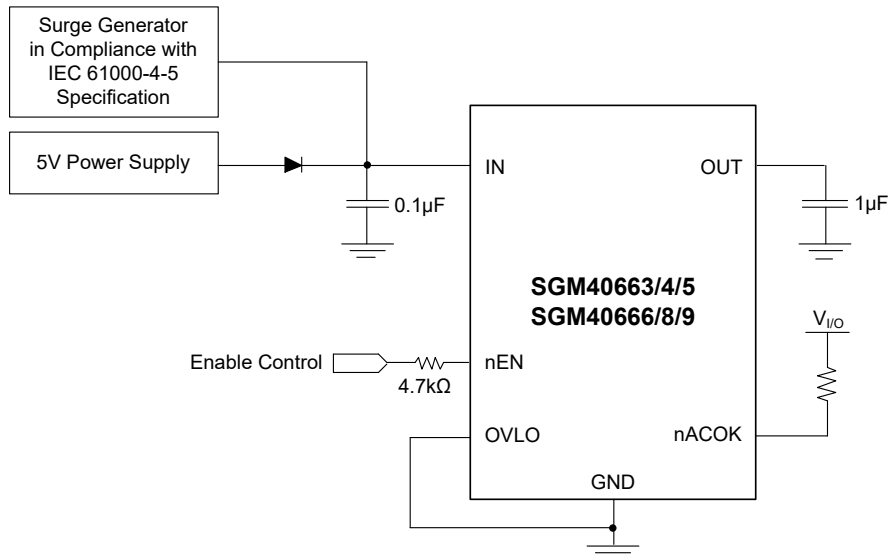 Surge Generator
in Compliance with
IEC 61000-4-5
Specification
5V Power Supply
IN
OUT
0.1µF
1µF
SGM40663/4/5
SGM40666/8/9
VI/O
Enable Control
nEN
4.7kΩ
OVLO
nACOK
GND